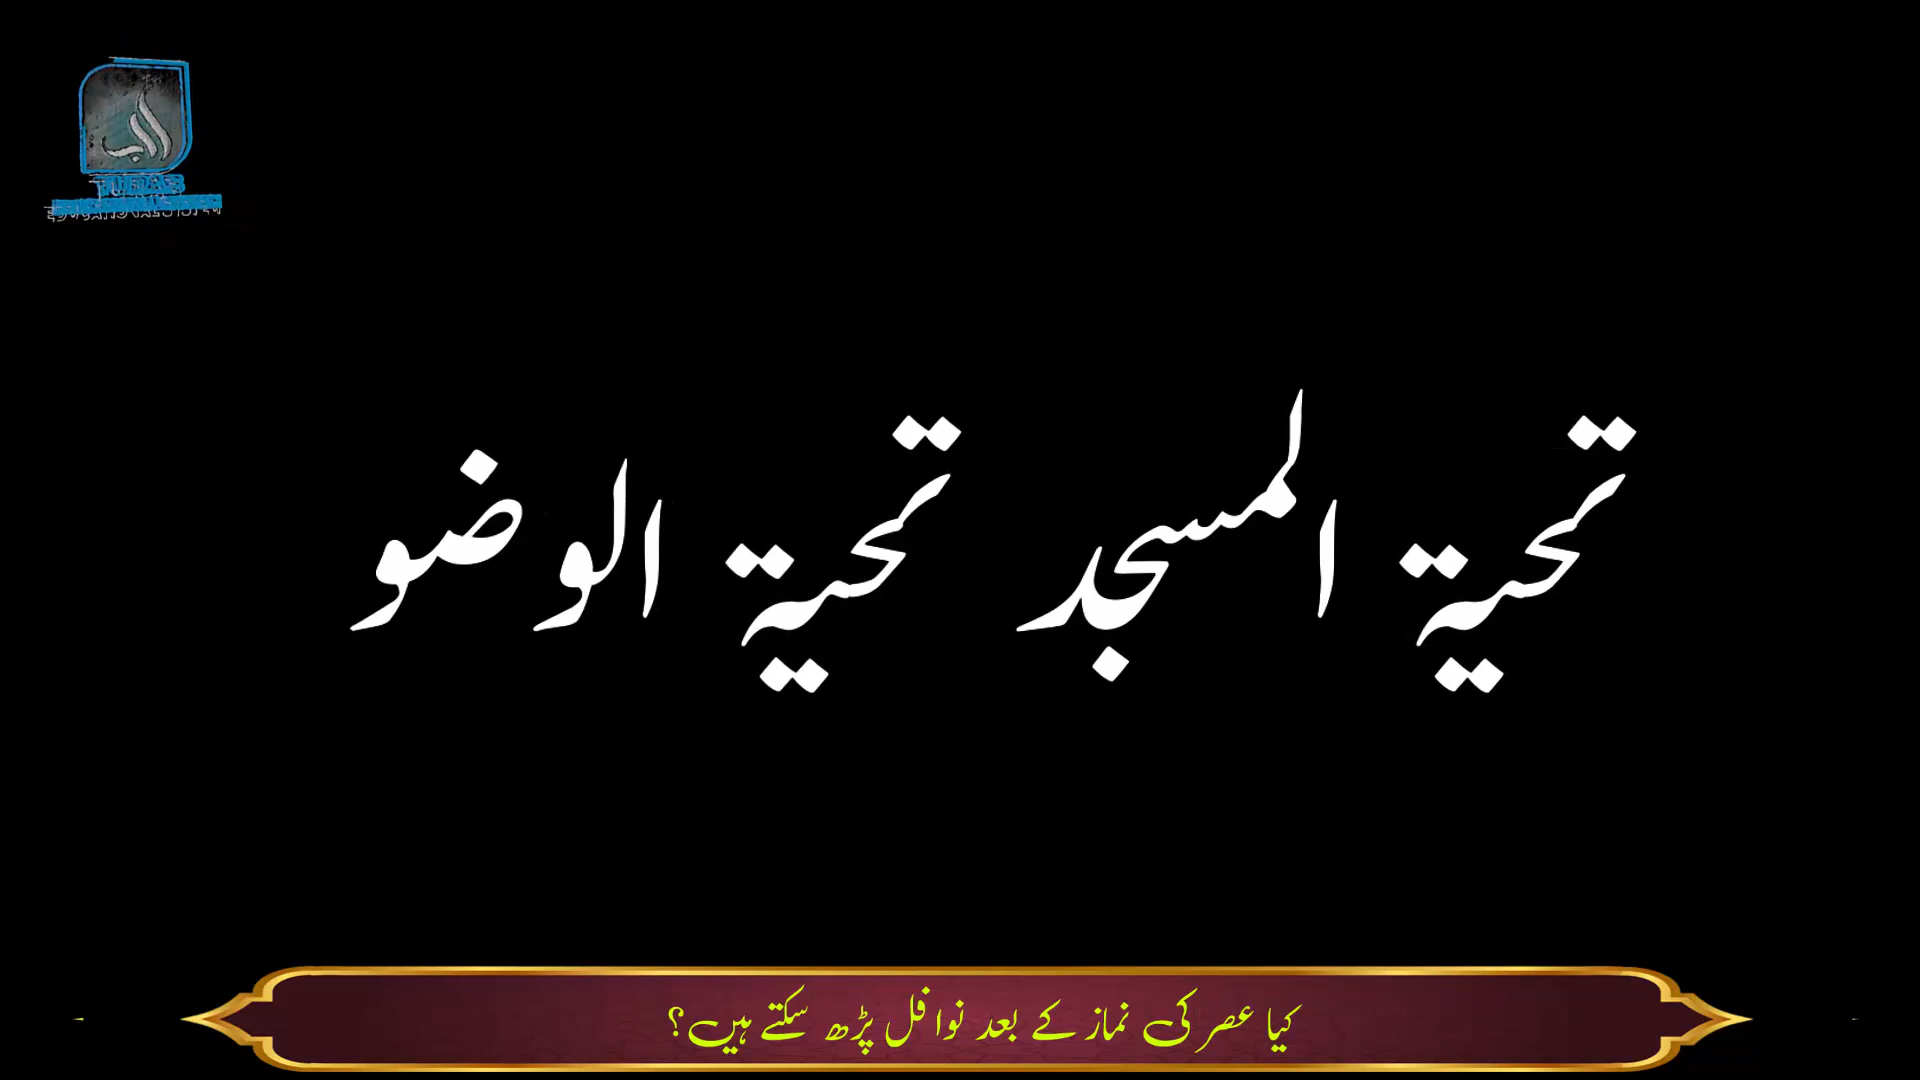 تحیۃ المسجد تحیۃ الوضو
کیا عصر کی نماز کے بعد نوافل پڑھ سکتے ہیں؟